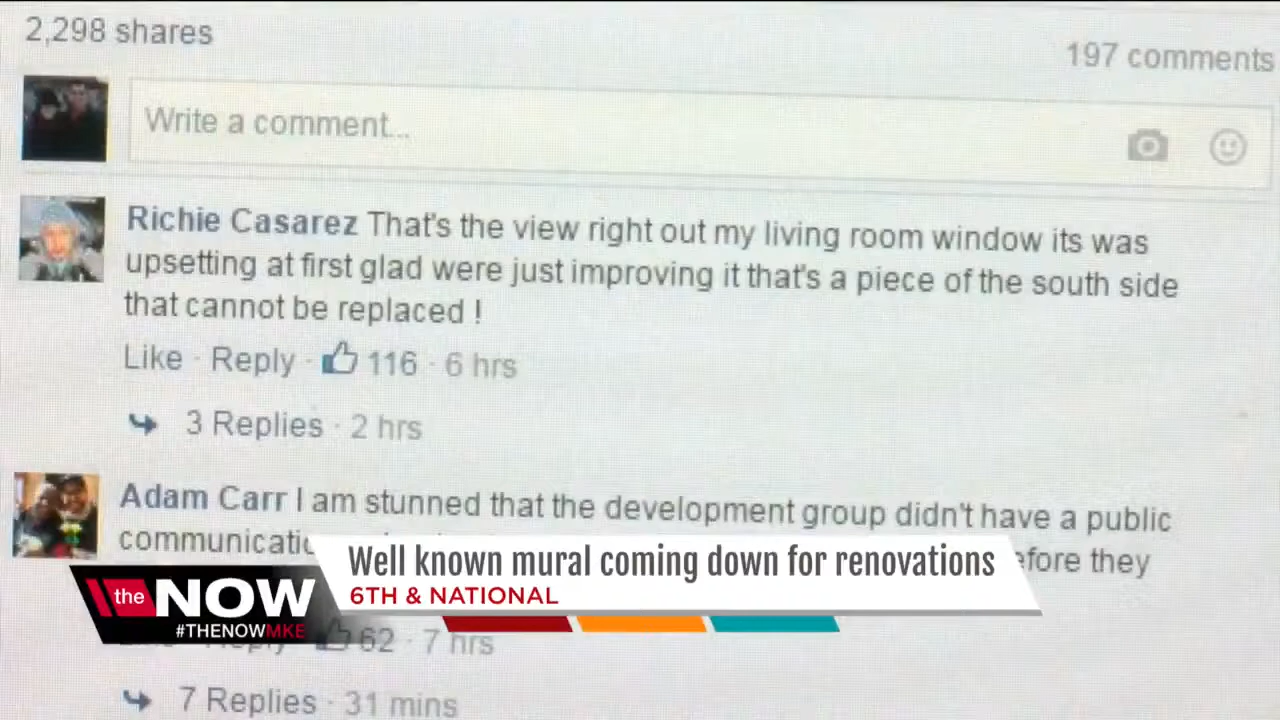 2,298 shares
197 comments
Write a comment...
Richie Casarez That's the view right out my living room window its was
upsetting at first glad were just improving it that's a piece of the south side
that cannot be replaced !
Like · Reply · 116 · 6 hrs
3 Replies · 2 hrs
Adam Carr I am stunned that the development group didn't have a public
they
Well known mural coming down for renovations
6TH & NATIONAL
the NOW
#THENOWMKE
Reply 62 · 7 hrs
7 Replies · 31 mins